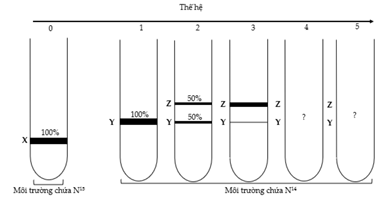 Thế hệ
0 1 2 3 4 5
Z 50% Z Z Z
Y 100% Y 50% Y Y ? Y ?
X 100%
Môi trường chứa N15 Môi trường chứa N14